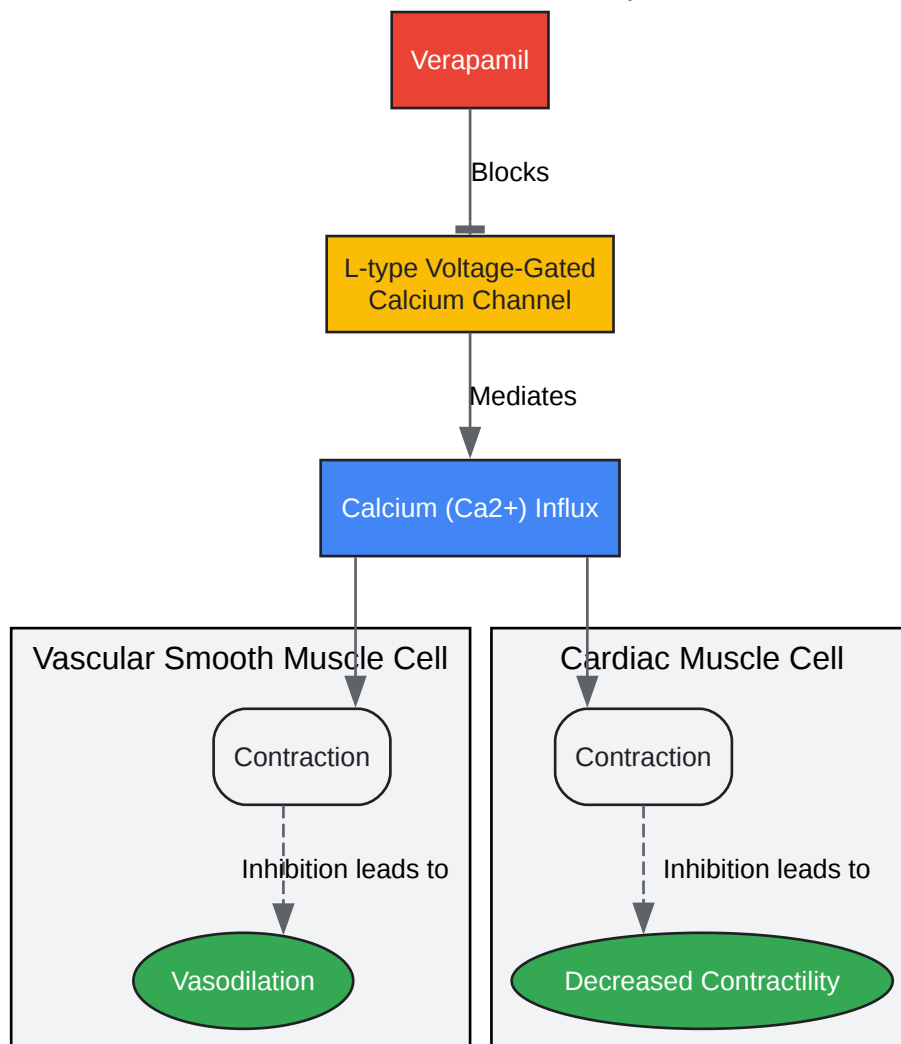 Verapamil
Blocks
L-type Voltage-Gated
Calcium Channel
Mediates
Calcium (Ca2+) Influx
Vascular Smooth Muscle Cell
Contraction
Inhibition leads to
Vasodilation
Cardiac Muscle Cell
Contraction
Inhibition leads to
Decreased Contractility